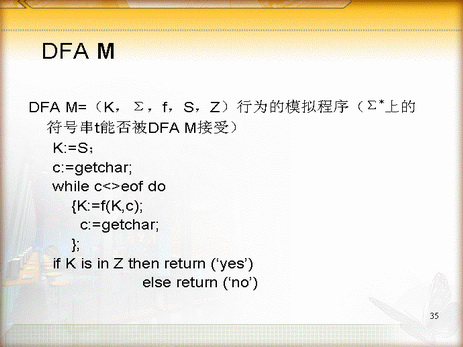 DFA M
DFA M=（K，Σ，f，S，Z）行为的模拟程序（Σ*上的
符号串t能否被DFA M接受）
K:=S；
c:=getchar;
while c<>eof do
{K:=f(K,c);
c:=getchar;
};
if K is in Z then return (‘yes’)
else return (‘no’)
35